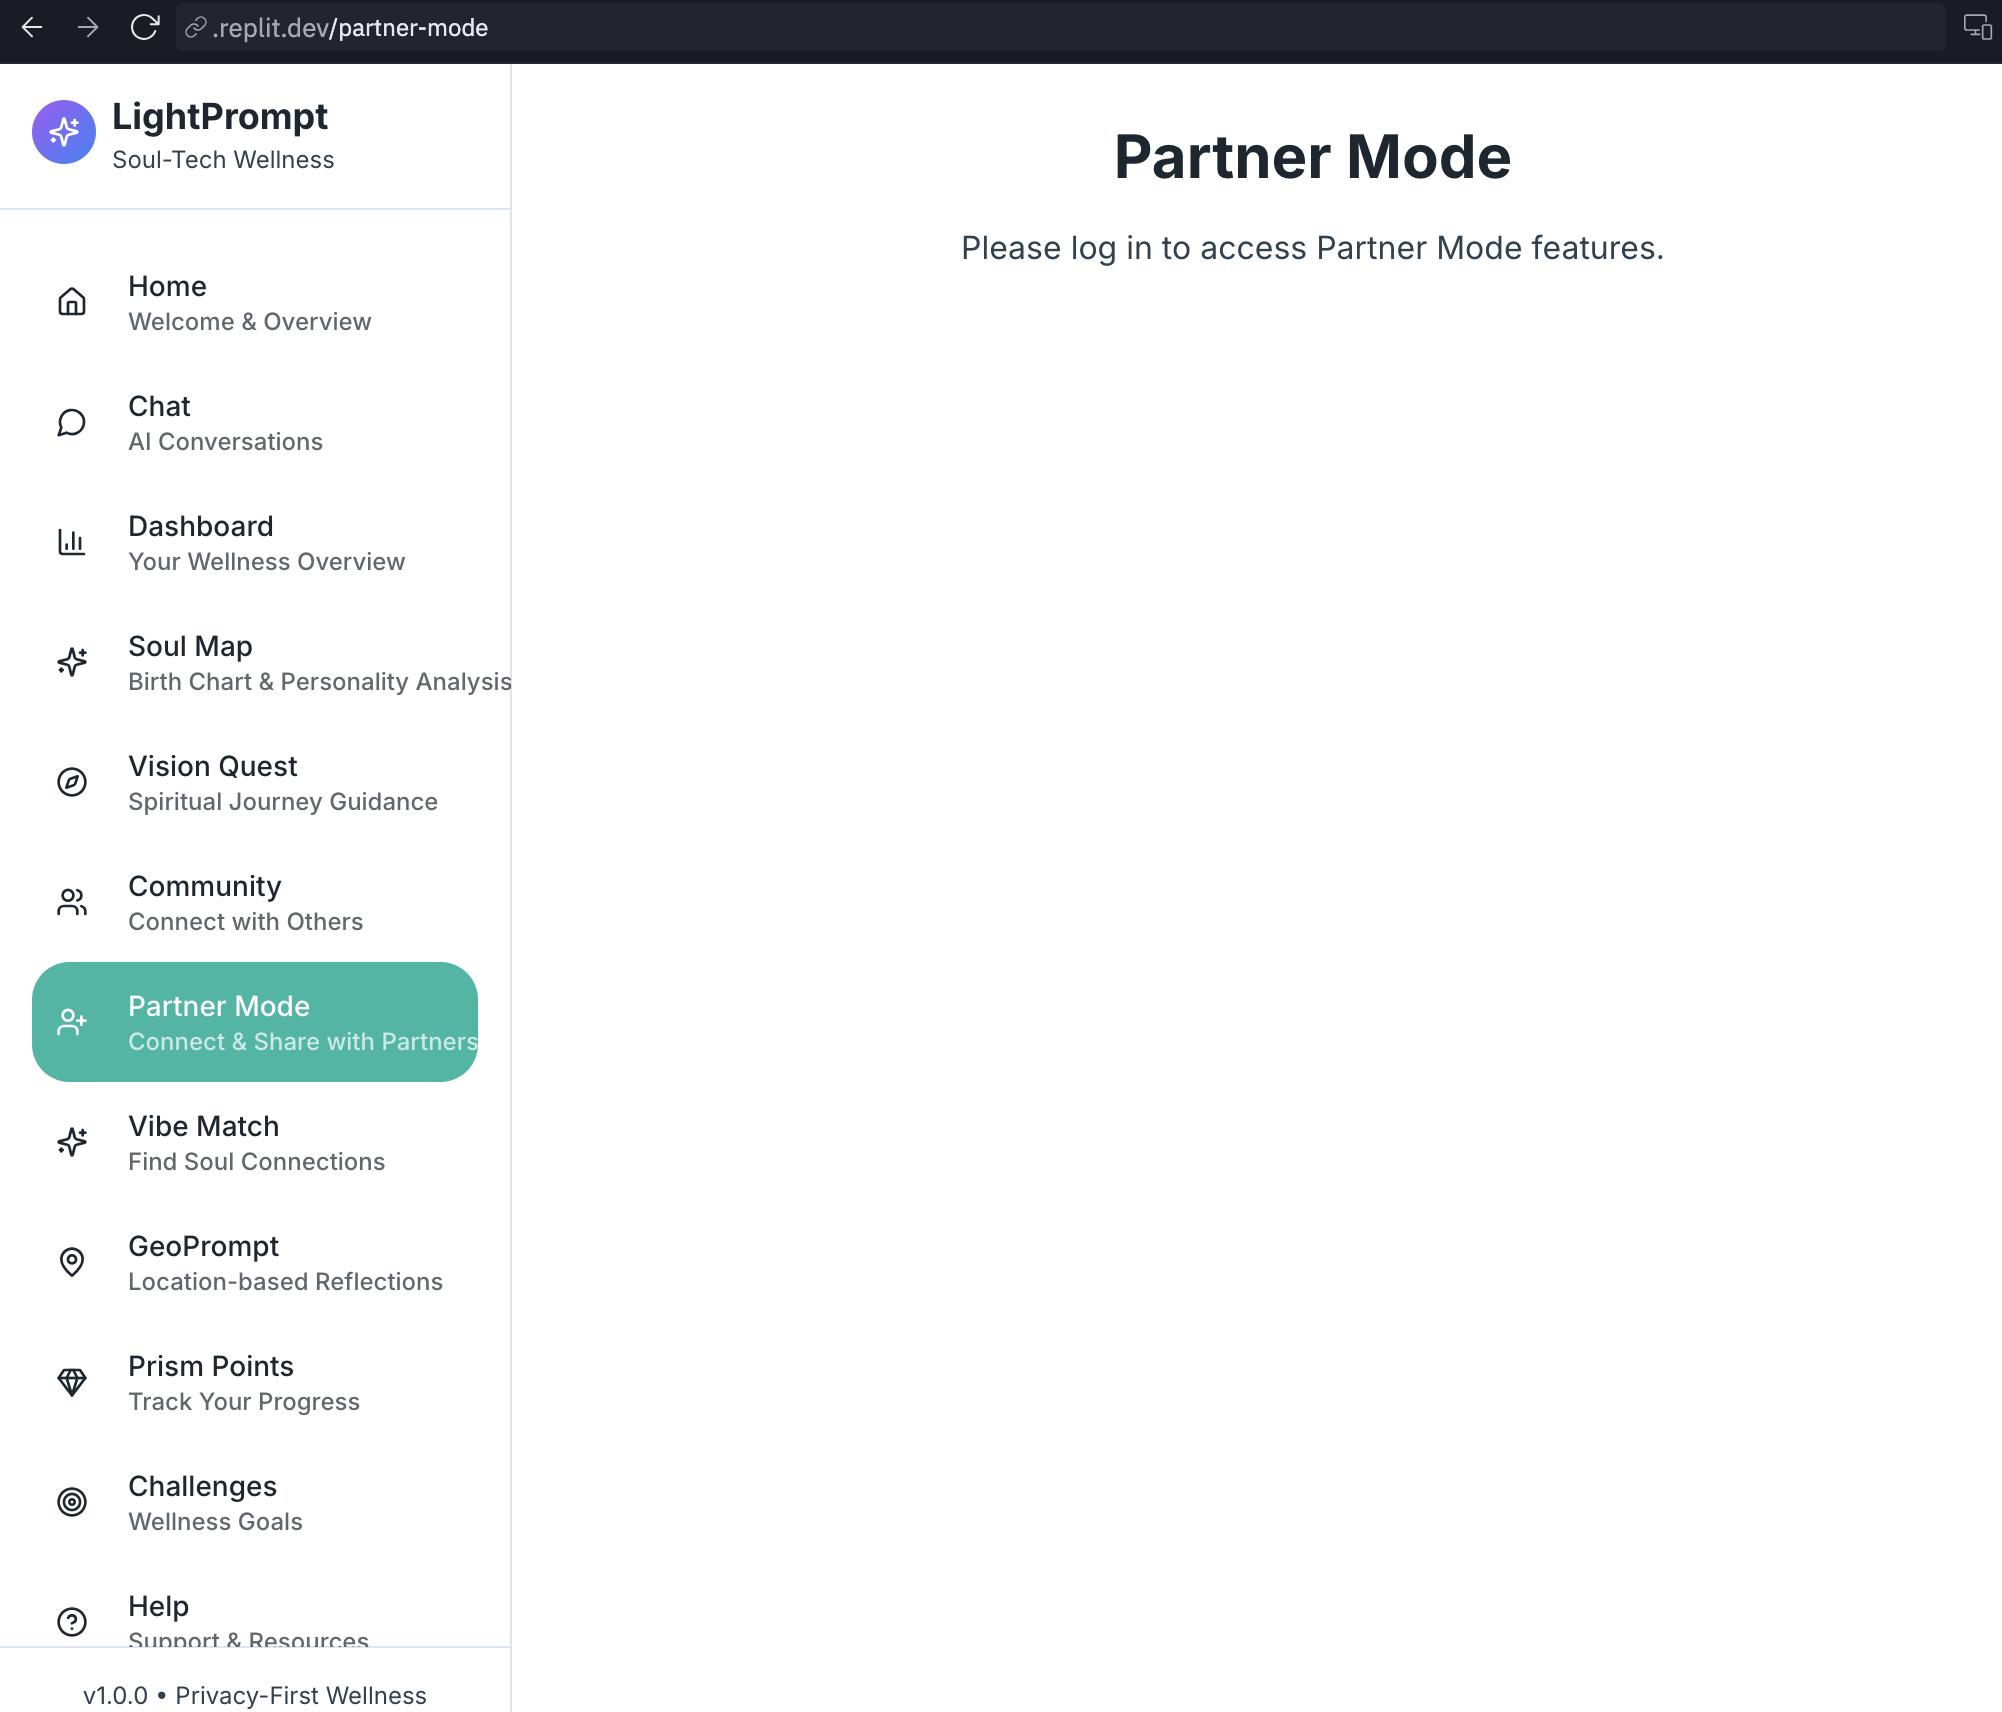 .replit.dev/partner-mode
LightPrompt
Soul-Tech Wellness
Home
Welcome & Overview
Chat
AI Conversations
Dashboard
Your Wellness Overview
Soul Map
Birth Chart & Personality Analysis
Vision Quest
Spiritual Journey Guidance
Community
Connect with Others
Partner Mode
Connect & Share with Partners
Vibe Match
Find Soul Connections
GeoPrompt
Location-based Reflections
Prism Points
Track Your Progress
Challenges
Wellness Goals
Help
Support & Resources
v1.0.0 • Privacy-First Wellness
Partner Mode
Please log in to access Partner Mode features.